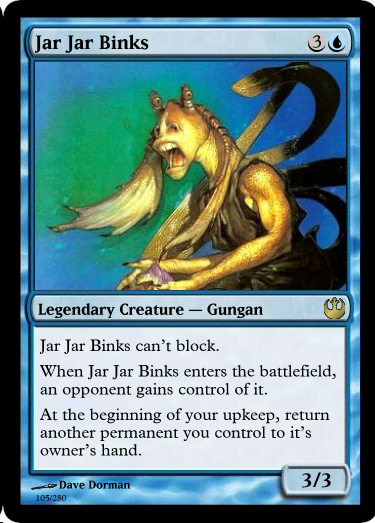 Jar Jar Binks 3
Legendary Creature — Gungan
Jar Jar Binks can't block.
When Jar Jar Binks enters the battlefield,
an opponent gains control of it.
At the beginning of your upkeep, return
another permanent you control to it's
owner's hand.
3/3
Dave Dorman
105/280